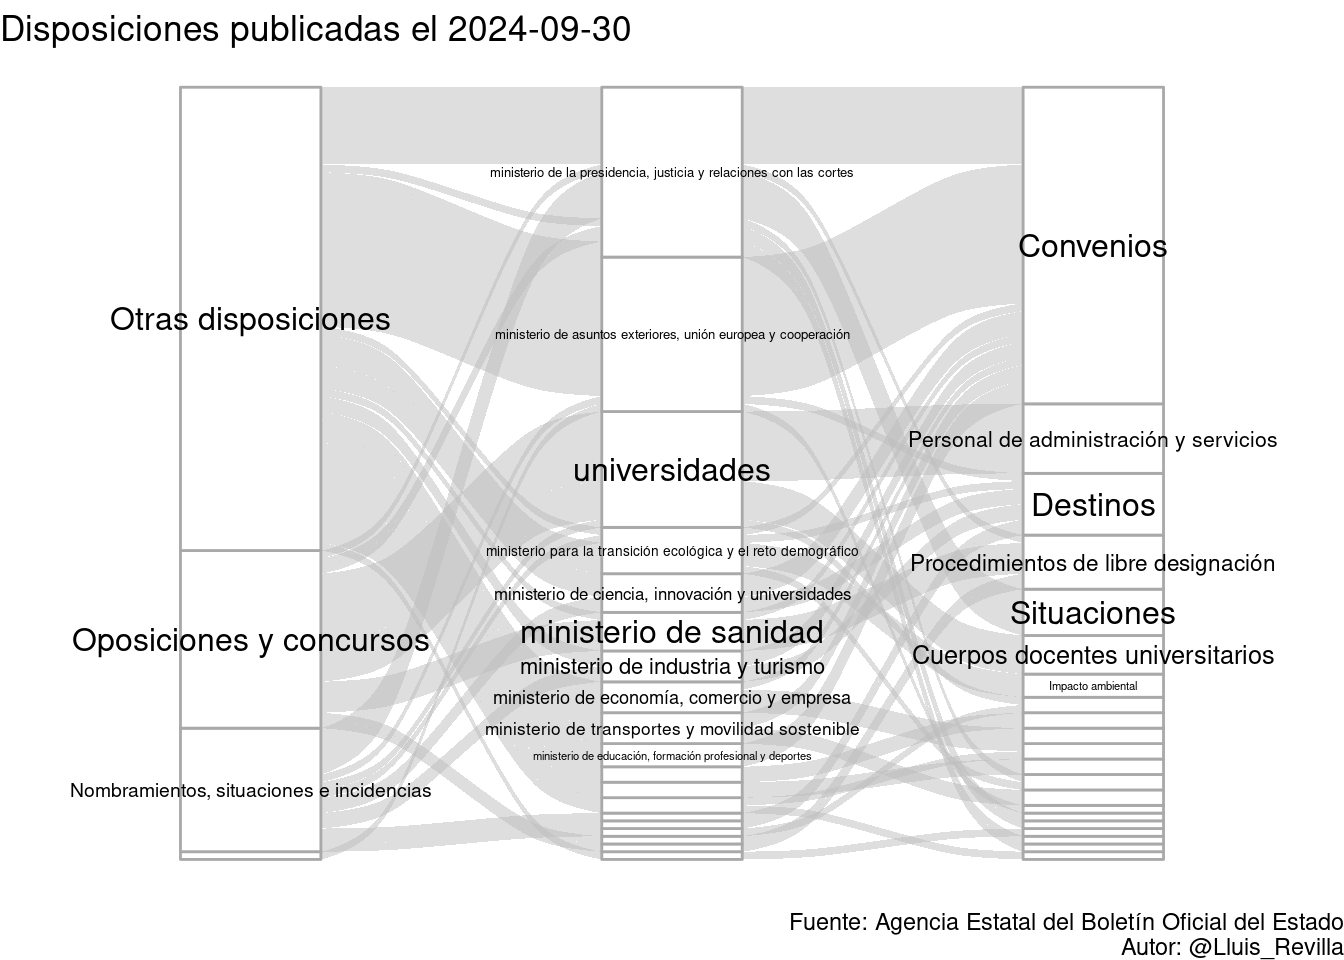 Disposiciones publicadas el 2024-09-30
Otras disposiciones
Oposiciones y concursos
Nombramientos, situaciones e incidencias
ministerio de la presidencia, justicia y relaciones con las cortes
ministerio de asuntos exteriores, unión europea y cooperación
universidades
ministerio para la transición ecológica y el reto demográfico
ministerio de ciencia, innovación y universidades
ministerio de sanidad
ministerio de industria y turismo
ministerio de economía, comercio y empresa
ministerio de transportes y movilidad sostenible
ministerio de educación, formación profesional y deportes
Convenios
Personal de administración y servicios
Destinos
Procedimientos de libre designación
Situaciones
Cuerpos docentes universitarios
Impacto ambiental
Fuente: Agencia Estatal del Boletín Oficial del Estado
Autor: @Lluis_Revilla